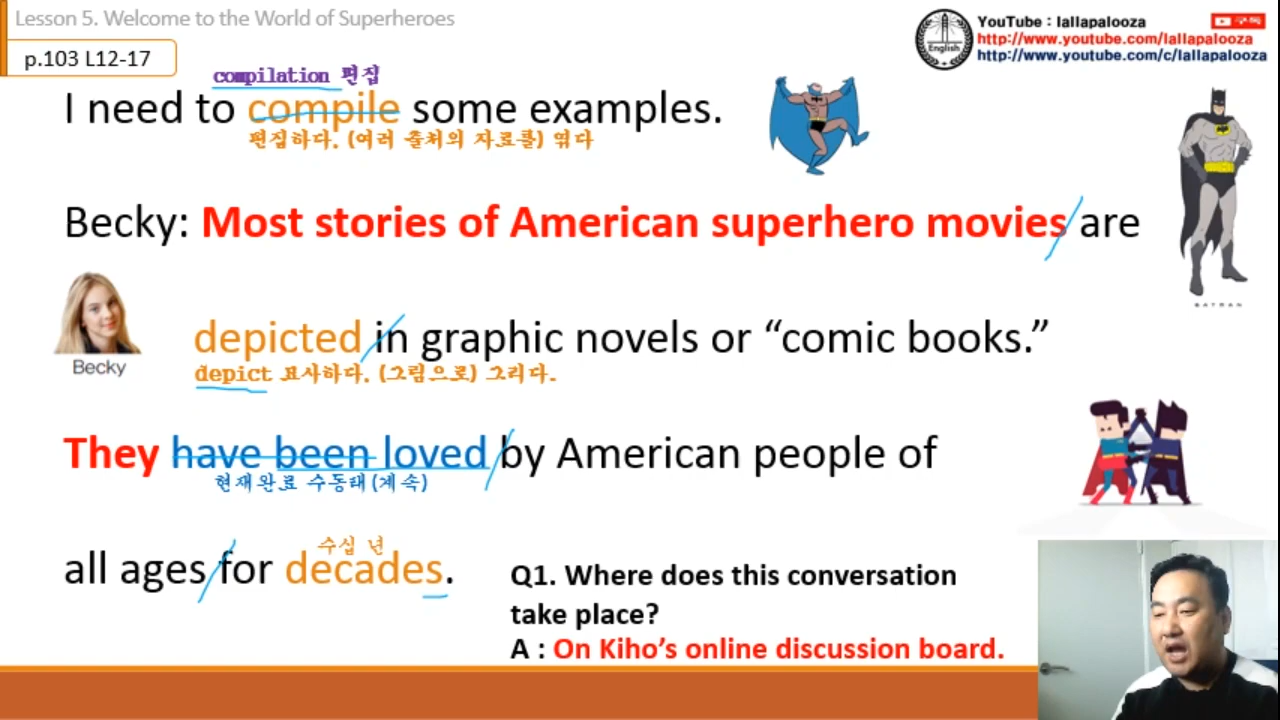 Lesson 5. Welcome to the World of Superheroes
YouTube : lallapalooza
구독
http://www.youtube.com/lallapalooza
http://www.youtube.com/c/lallapalooza
English
p.103 L12-17
compilation 편집
I need to compile some examples.
편집하다. (여러 출처의 자료를) 엮다
Becky: Most stories of American superhero movies are
BATMAN
depicted in graphic novels or “comic books.”
Becky
depict 묘사하다. (그림으로) 그리다.
They have been loved by American people of
현재완료 수동태(계속)
수십 년
all ages for decades.
Q1. Where does this conversation
take place?
A : On Kiho’s online discussion board.